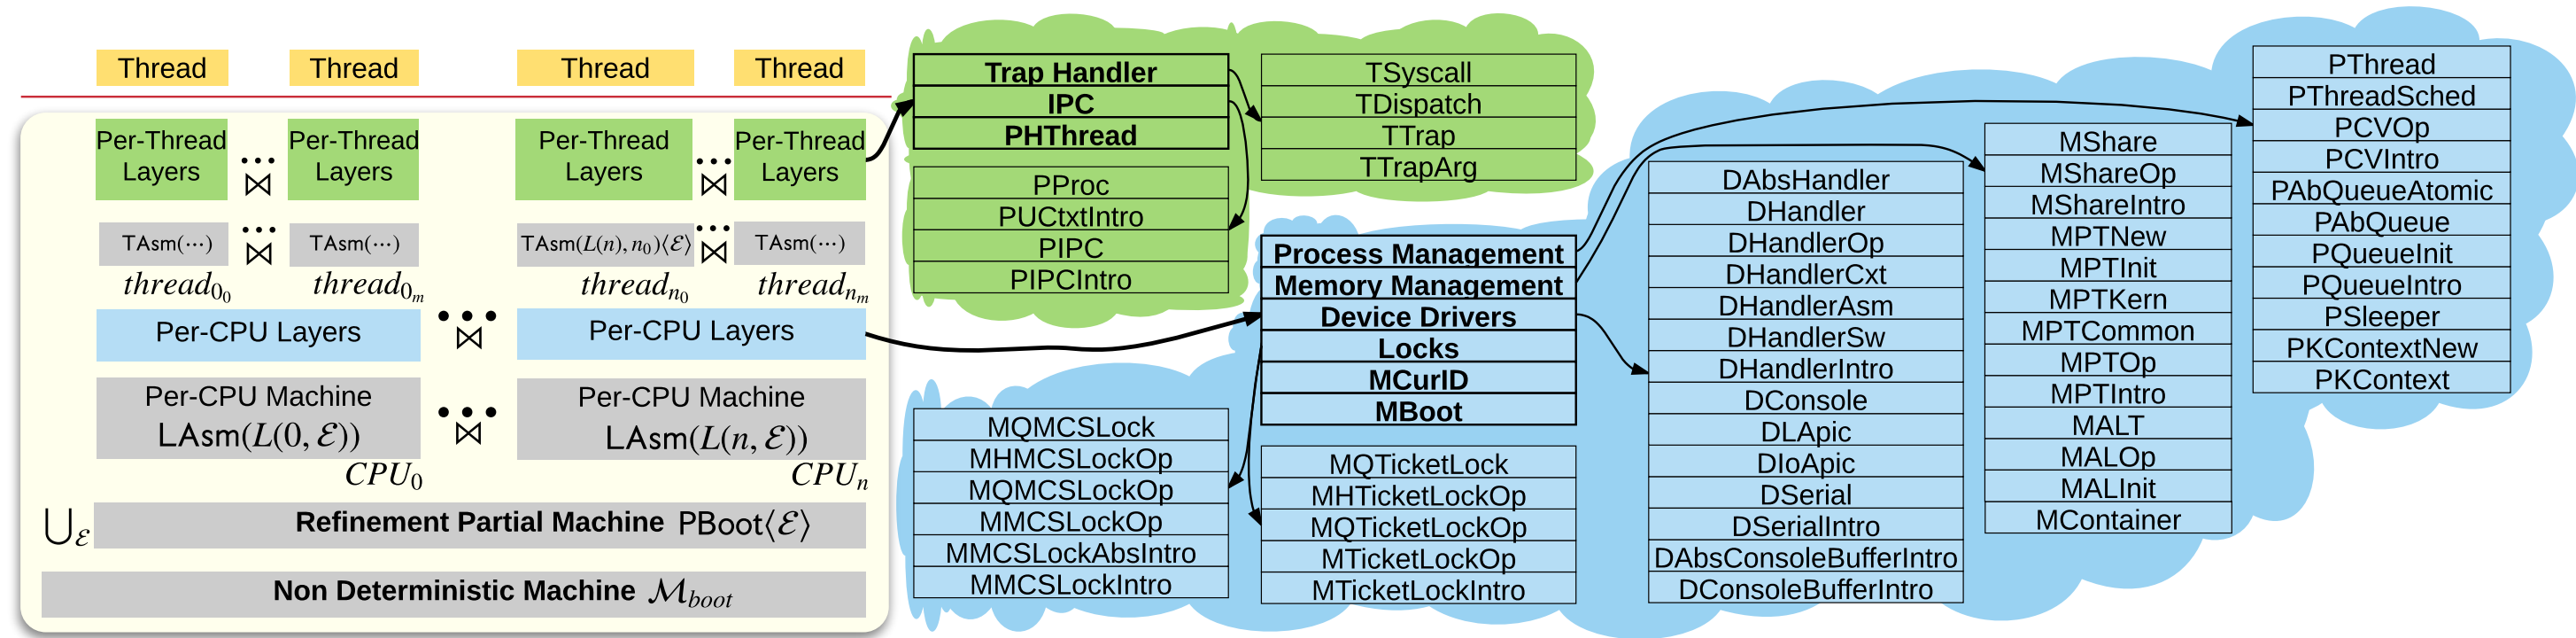 Thread Thread Thread Thread
Per-Thread Layers Per-Thread Layers Per-Thread Layers Per-Thread Layers
••• ⋈ ••• ⋈
TAsm(⋯) TAsm(⋯) TAsm(L(n), n₀)⟨ℰ⟩ TAsm(⋯)
••• ⋈ ••• ⋈
thread₀₀ thread₀ₘ threadₙ₀ threadₙₘ
Per-CPU Layers ••• ⋈ Per-CPU Layers
Per-CPU Machine Per-CPU Machine
LAsm(L(0, ℰ)) ••• ⋈ LAsm(L(n, ℰ))
CPU₀ CPUₙ
⋃ℰ Refinement Partial Machine PBoot⟨ℰ⟩
Non Deterministic Machine ℳboot
Trap Handler
IPC
PHThread
PProc
PUCtxtIntro
PIPC
PIPCIntro
TSyscall
TDispatch
TTrap
TTrapArg
Process Management
Memory Management
Device Drivers
Locks
MCurID
MBoot
MQMCSLock
MHMCSLockOp
MQMCSLockOp
MMCSLockOp
MMCSLockAbsIntro
MMCSLockIntro
MQTicketLock
MHTicketLockOp
MQTicketLockOp
MTicketLockOp
MTicketLockIntro
DAbsHandler
DHandler
DHandlerOp
DHandlerCxt
DHandlerAsm
DHandlerSw
DHandlerIntro
DConsole
DLApic
DIoApic
DSerial
DSerialIntro
DAbsConsoleBufferIntro
DConsoleBufferIntro
MShare
MShareOp
MShareIntro
MPTNew
MPTInit
MPTKern
MPTCommon
MPTOp
MPTIntro
MALT
MALOp
MALInit
MContainer
PThread
PThreadSched
PCVOp
PCVIntro
PAbQueueAtomic
PAbQueue
PQueueInit
PQueueIntro
PSleeper
PKContextNew
PKContext